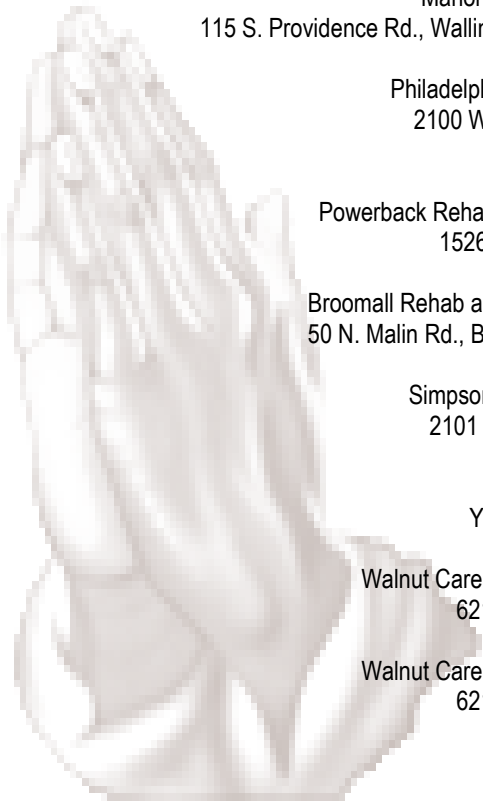 115 S. Providence Rd., Wallin
Philadelph
2100 W
Powerback Reha
1526
Broomall Rehab a
50 N. Malin Rd., B
Simpson
2101
Y
Walnut Care
62
Walnut Care
62